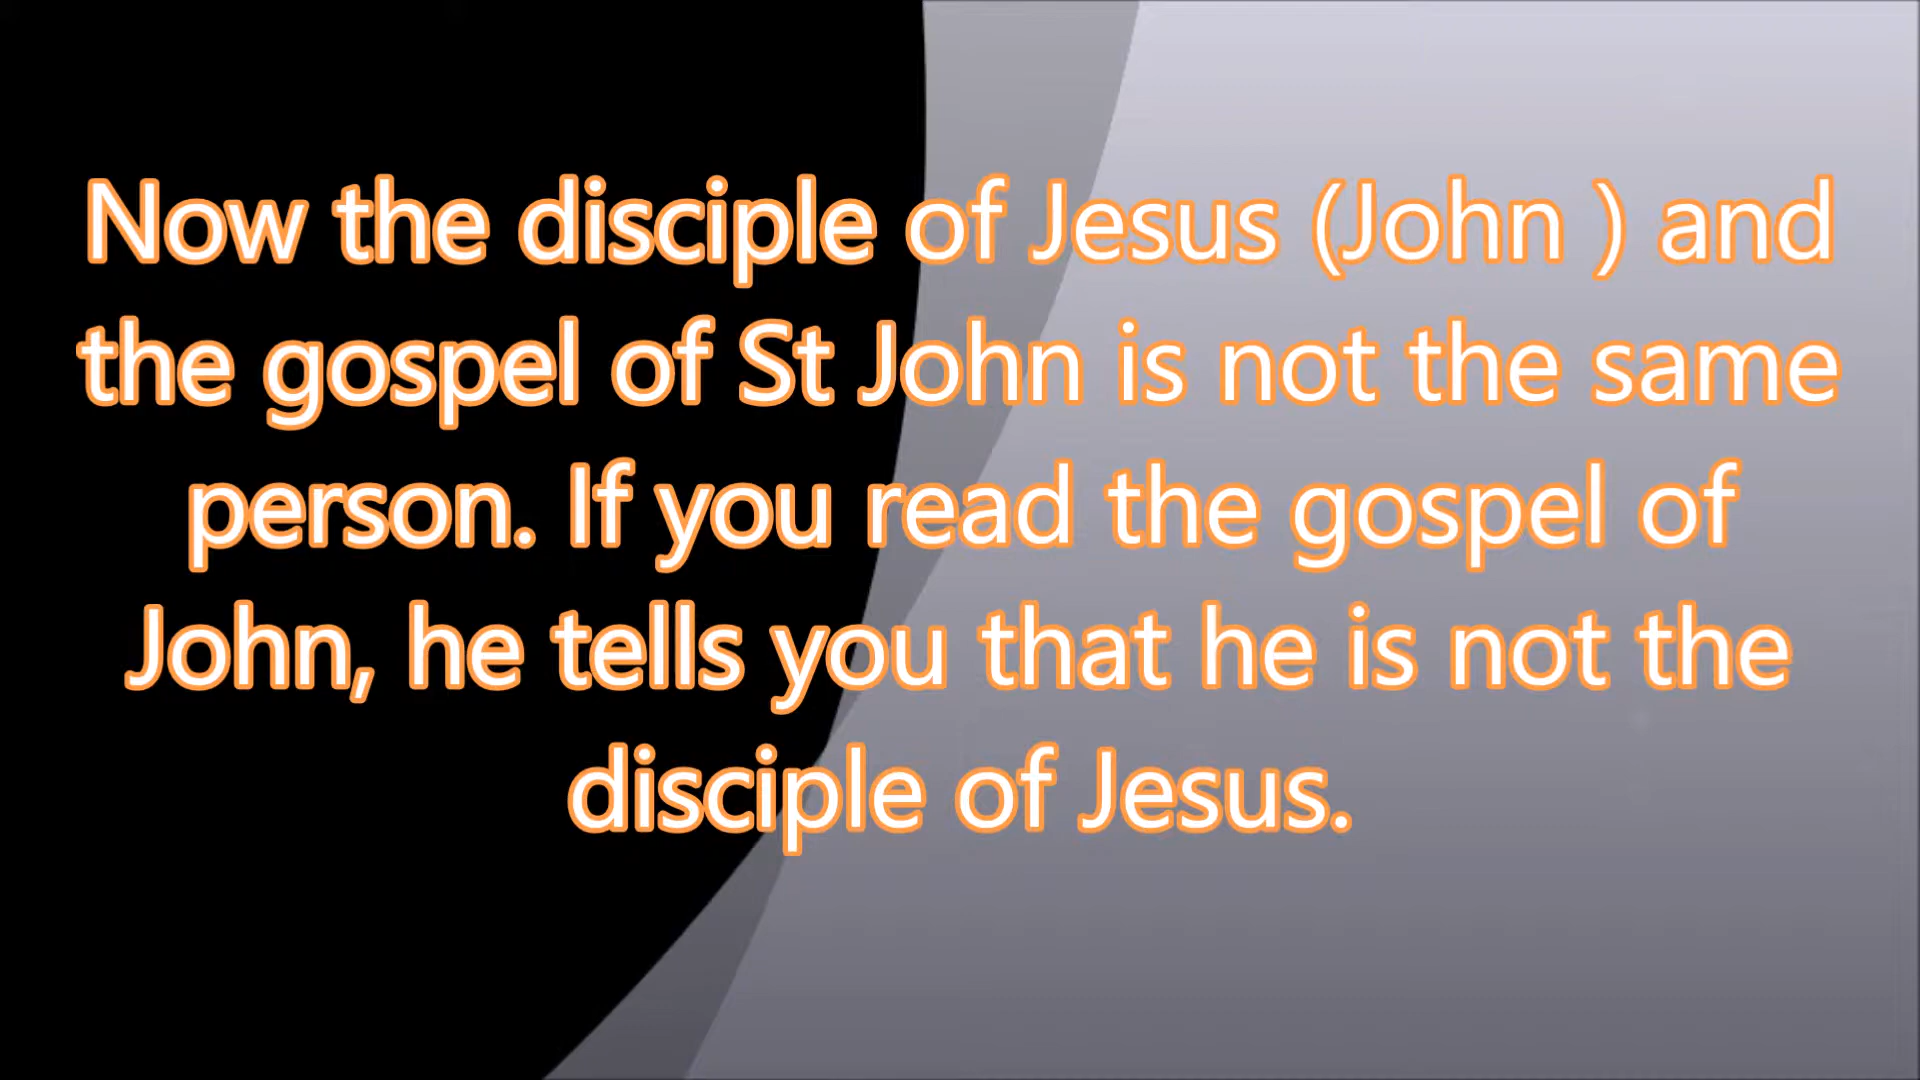 Now the disciple of Jesus (John ) and
the gospel of St John is not the same
person. If you read the gospel of
John, he tells you that he is not the
disciple of Jesus.